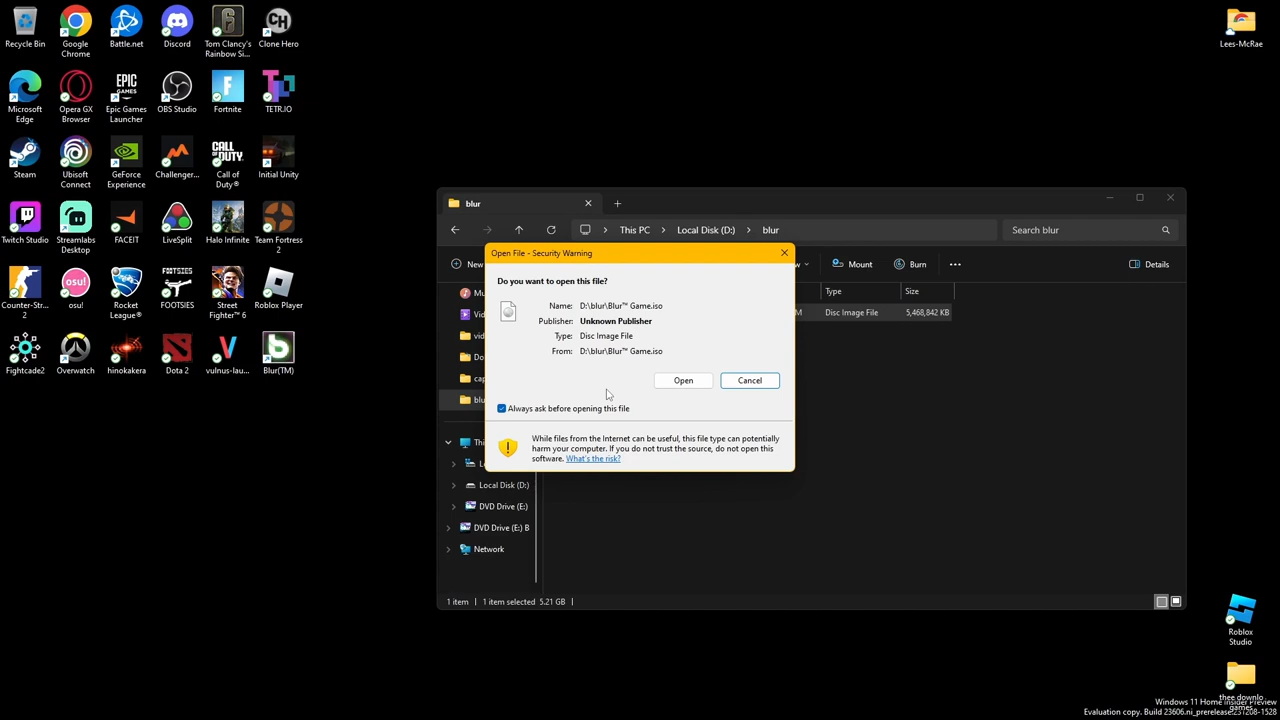 Recycle Bin
Google
Chrome
Battle.net
Discord
Tom Clancy's
Rainbow Si...
Clone Hero
Lees-McRae
Microsoft
Edge
Opera GX
Browser
Epic Games
Launcher
OBS Studio
Fortnite
TETR.IO
Steam
Ubisoft
Connect
GeForce
Experience
Challenger...
Call of
Duty®
Initial Unity
Twitch Studio
Streamlabs
Desktop
FACEIT
LiveSplit
Halo Infinite
Team Fortress
2
Counter-Str...
2
osu!
Rocket
League®
FOOTSIES
Street
Fighter™ 6
Roblox Player
Fightcade2
Overwatch
hinokakera
Dota 2
vulnus-lau...
Blur(TM)
blur
This PC
Local Disk (D:)
blur
Search blur
New
Mount
Burn
Details
Type
Size
Disc Image File
5,468,842 KB
Open File - Security Warning
Do you want to open this file?
Name: D:\blur\Blur™ Game.iso
Publisher: Unknown Publisher
Type: Disc Image File
From: D:\blur\Blur™ Game.iso
Open
Cancel
Always ask before opening this file
While files from the Internet can be useful, this file type can potentially
harm your computer. If you do not trust the source, do not open this
software. What's the risk?
Local Disk (D:)
DVD Drive (E:)
DVD Drive (E:) B
Network
1 item
1 item selected 5.21 GB
Roblox
Studio
thee downlo
games
Windows 11 Home Insider Preview
Evaluation copy. Build 23606.ni_prerelease.231208-1528